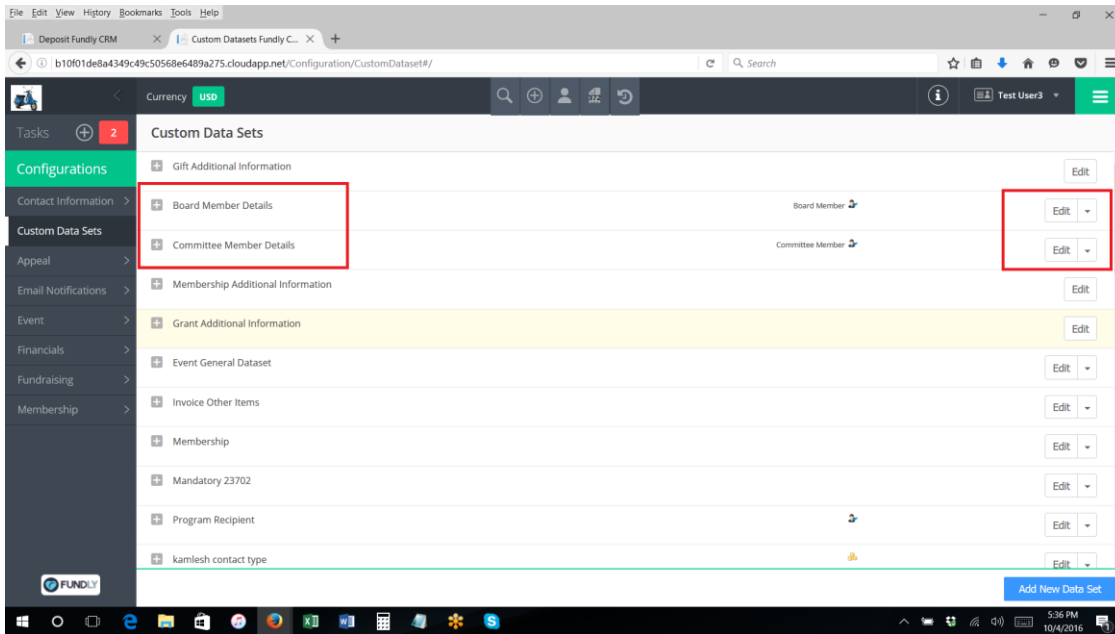 File Edit View History Bookmarks Tools Help
Deposit Fundly CRM
Custom Datasets Fundly C...
b10f01de8a4349c49c50568e6489a275.cloudapp.net/Configuration/CustomDataset#/
Search
Currency USD
Test User3
Tasks 2
Custom Data Sets
Configurations
Contact Information
Custom Data Sets
Appeal
Email Notifications
Event
Financials
Fundraising
Membership
Gift Additional Information Edit
Board Member Details Board Member Edit
Committee Member Details Committee Member Edit
Membership Additional Information Edit
Grant Additional Information Edit
Event General Dataset Edit
Invoice Other Items Edit
Membership Edit
Mandatory 23702 Edit
Program Recipient Edit
kamlesh contact type Edit
FUNDLY
Add New Data Set
5:36 PM
10/4/2016